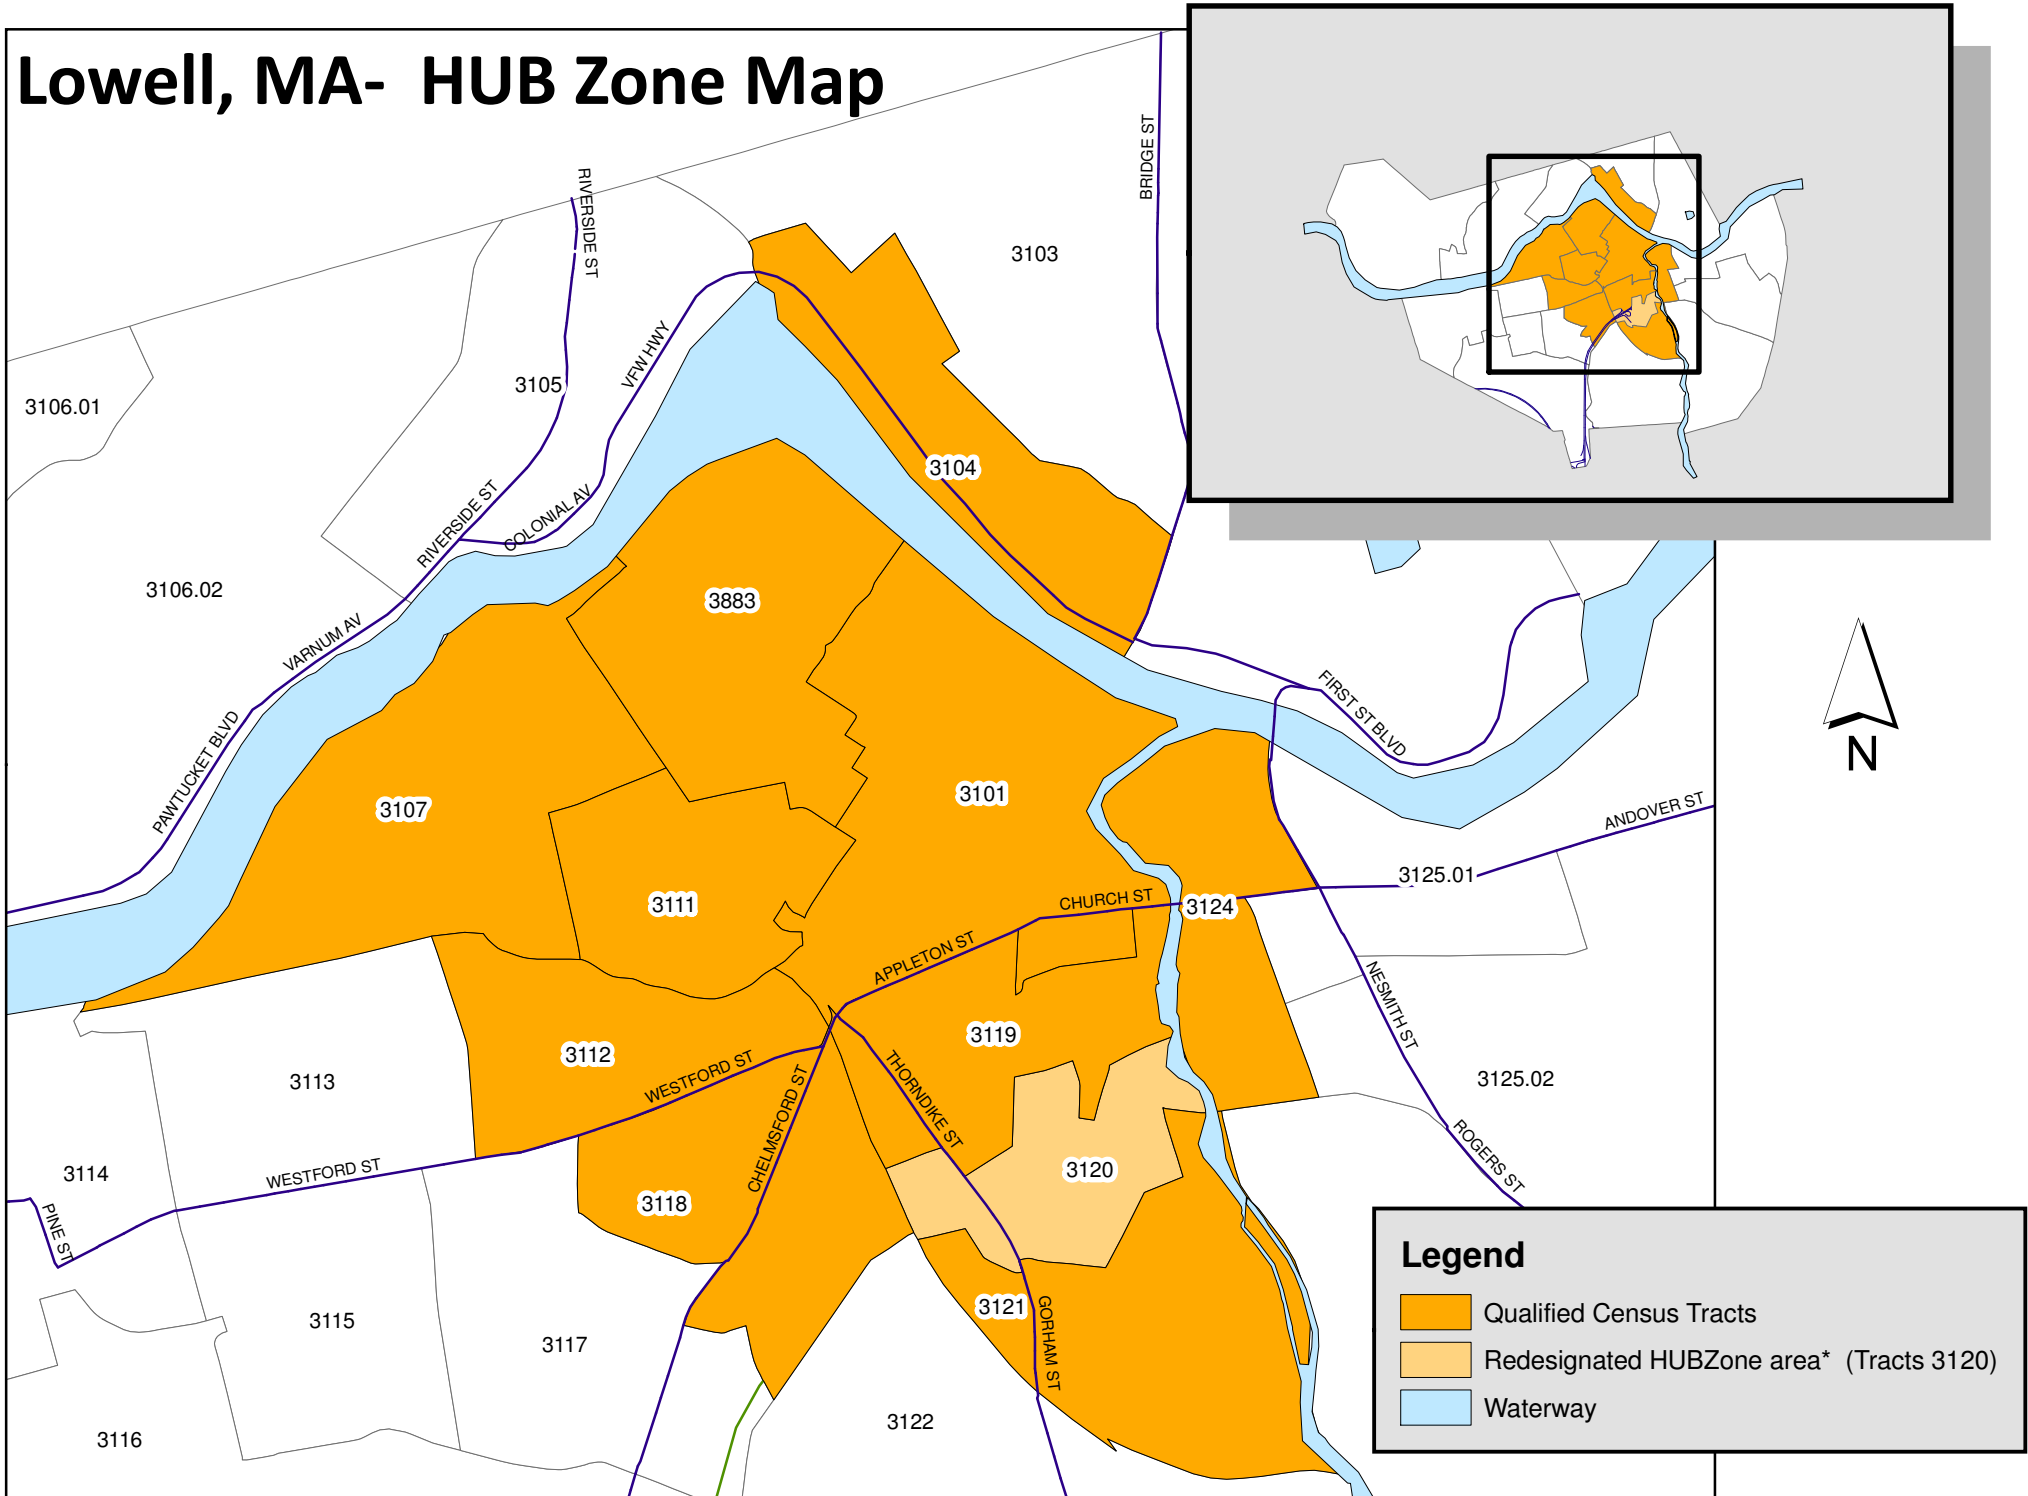 Lowell, MA-  HUB Zone Map
BRIDGE ST
RIVERSIDE ST
3103
VFW HWY
3105
3106.01
3104
RIVERSIDE ST
COLONIAL AV
3106.02
3883
VARNUM AV
FIRST ST BLVD
PAWTUCKET BLVD
N
3101
3107
ANDOVER ST
3125.01
3111
CHURCH ST
3124
APPLETON ST
NESMITH ST
3119
3112
WESTFORD ST
3113
THORNDIKE ST
3125.02
CHELMSFORD ST
ROGERS ST
3114
WESTFORD ST
3120
3118
PINE ST
Legend
3121
GORHAM ST
Qualified Census Tracts
3115
3117
Redesignated HUBZone area*  (Tracts 3120)
Waterway
3122
3116